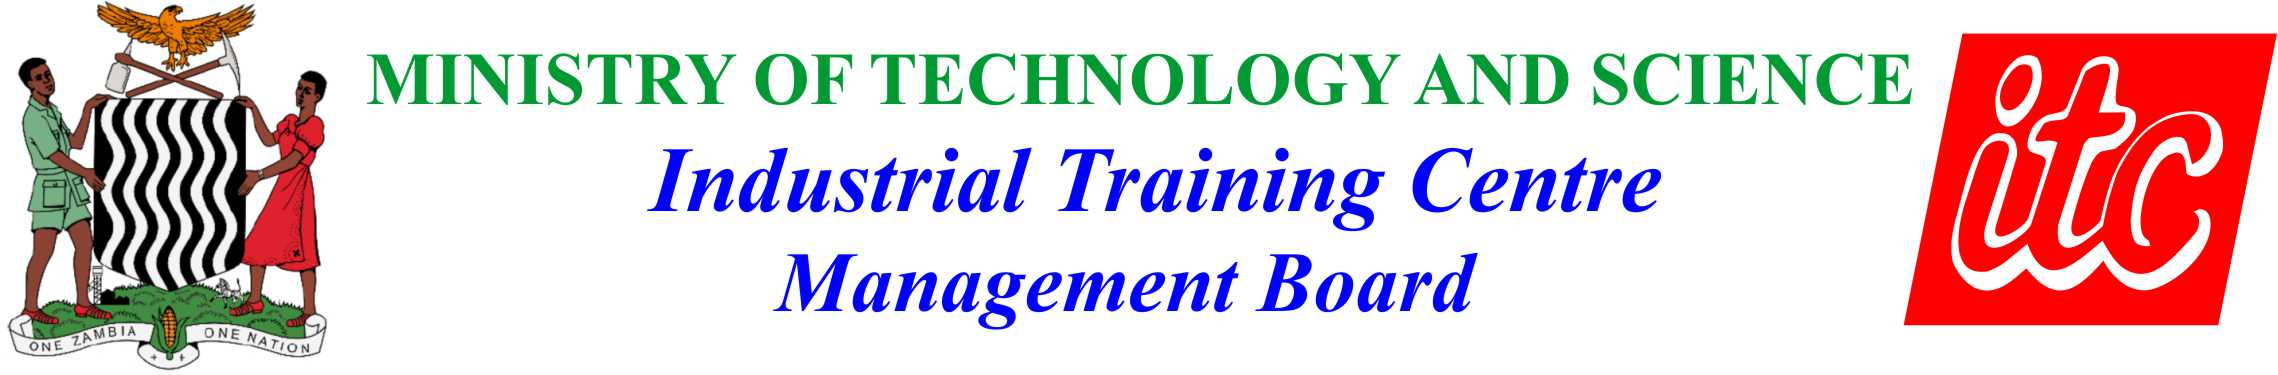 MINISTRY OF TECHNOLOGY AND SCIENCE
Industrial Training Centre
Management Board
ONE ZAMBIA ONE NATION
itc